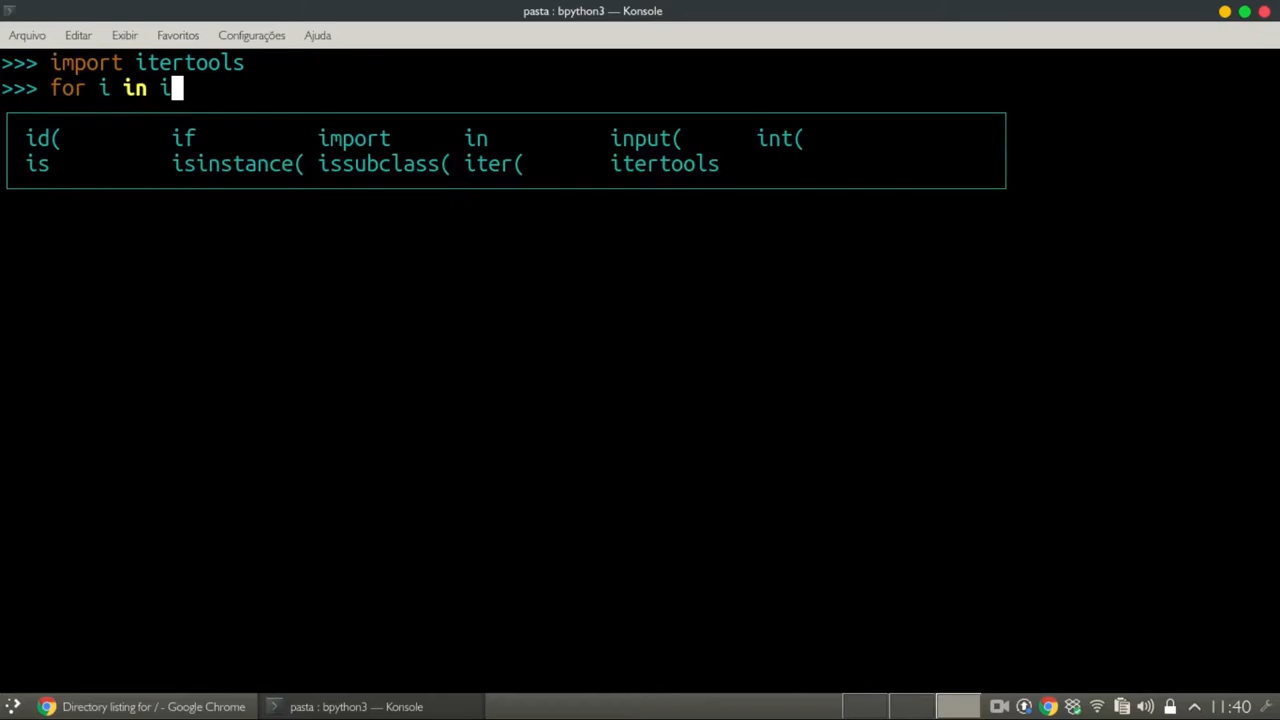 pasta : bpython3 — Konsole
Arquivo Editar Exibir Favoritos Configurações Ajuda
>>> import itertools
>>> for i in i
id( if import in input( int(
is isinstance( issubclass( iter( itertools
Directory listing for / - Google Chrome pasta : bpython3 — Konsole 11:40